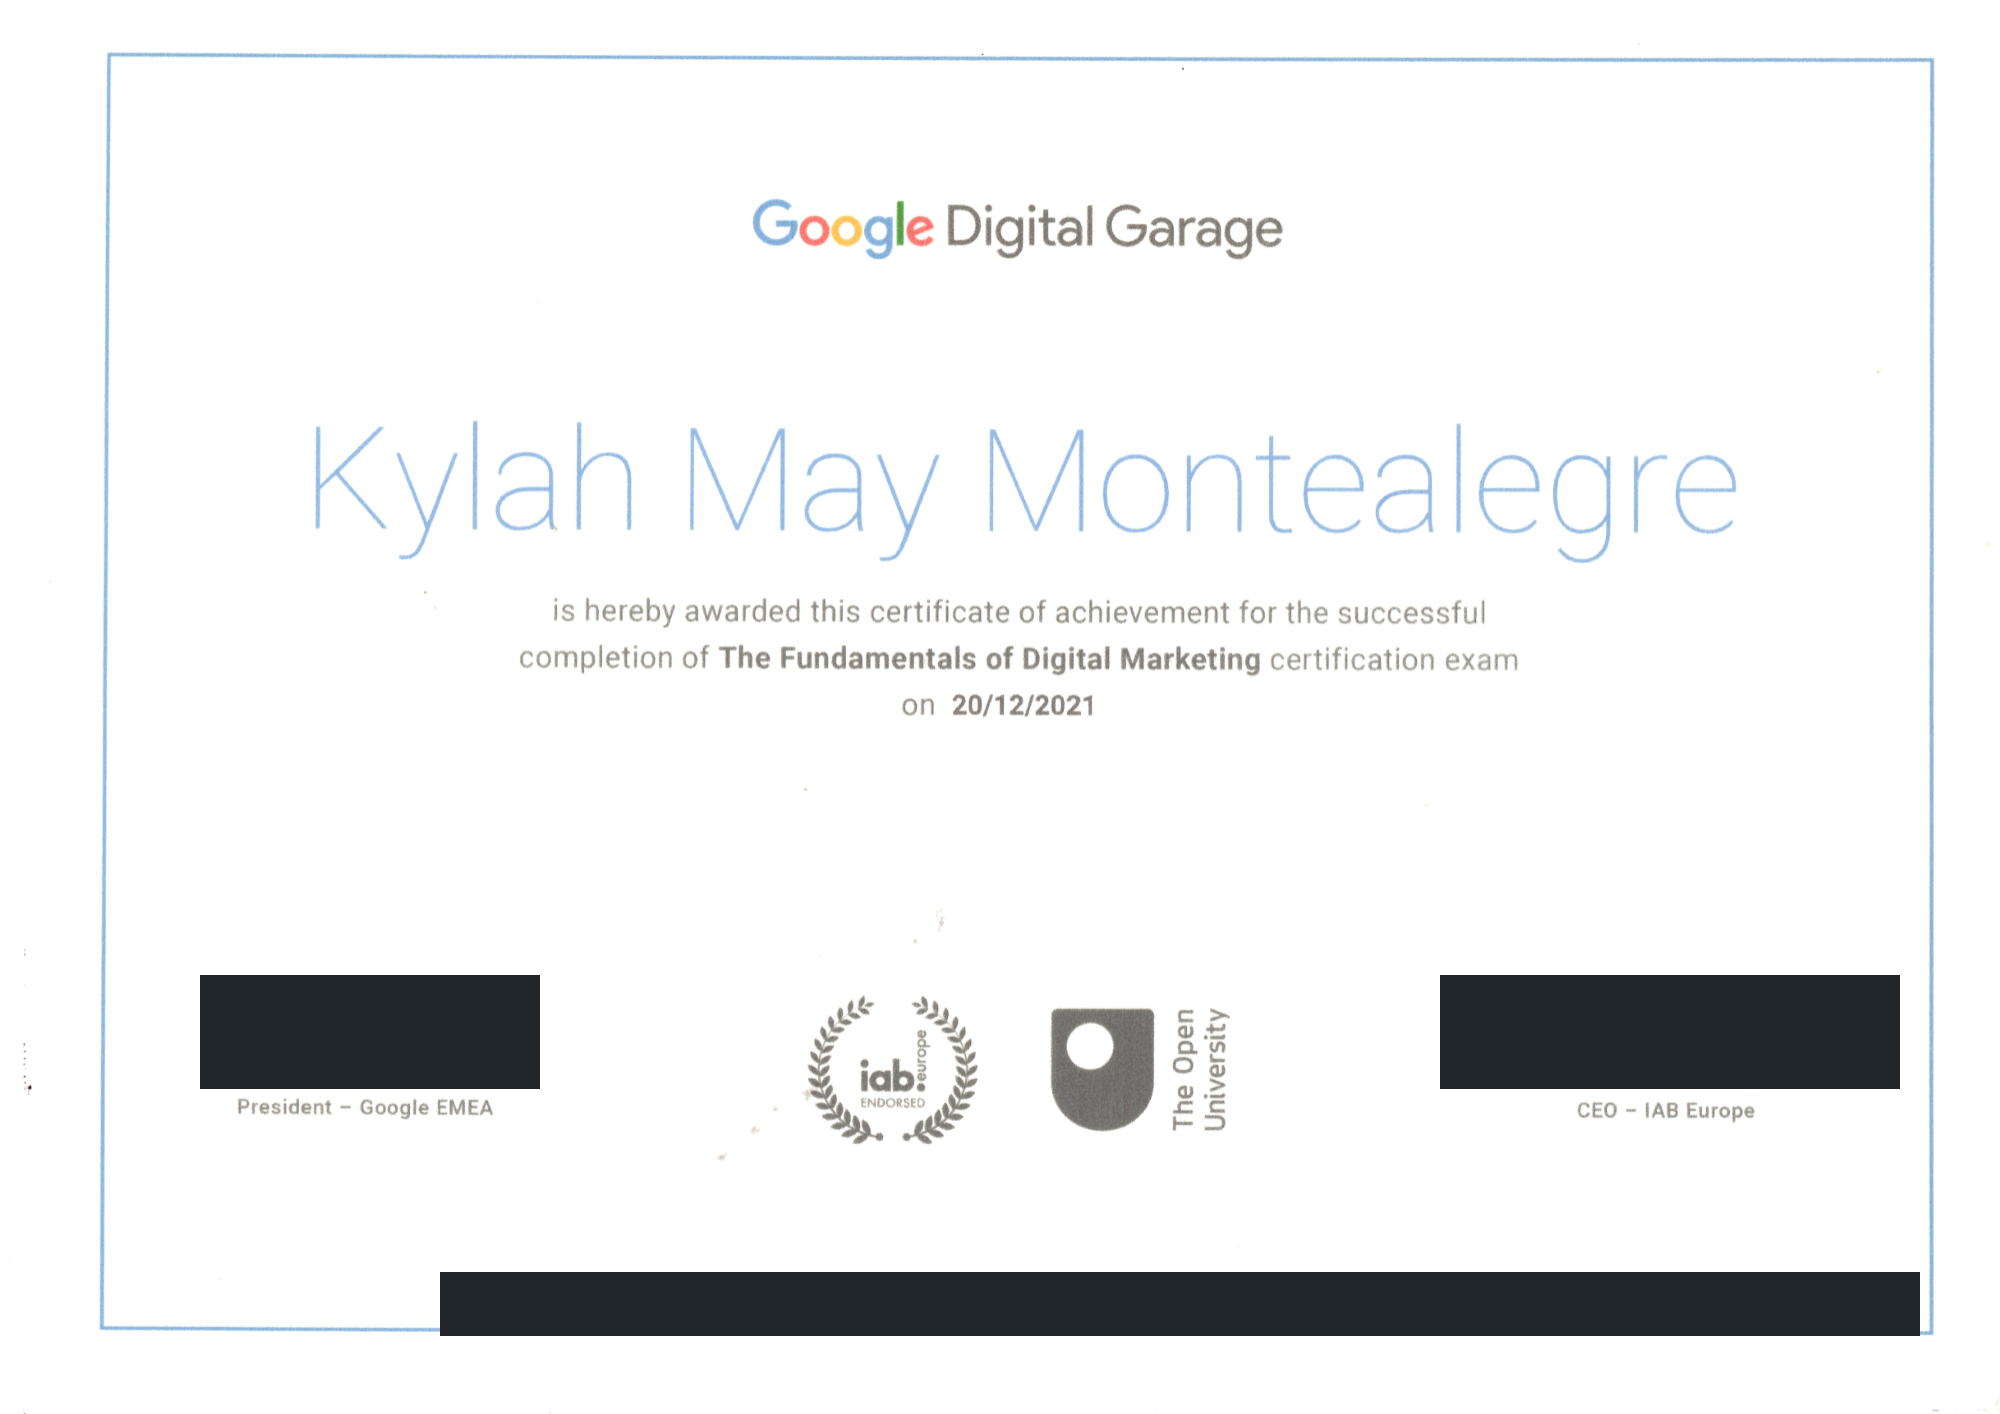 Google Digital Garage
Kylah May Montealegre
is hereby awarded this certificate of achievement for the successful
completion of The Fundamentals of Digital Marketing certification exam
on 20/12/2021
iab.europe
ENDORSED
The Open
University
President – Google EMEA
CEO – IAB Europe